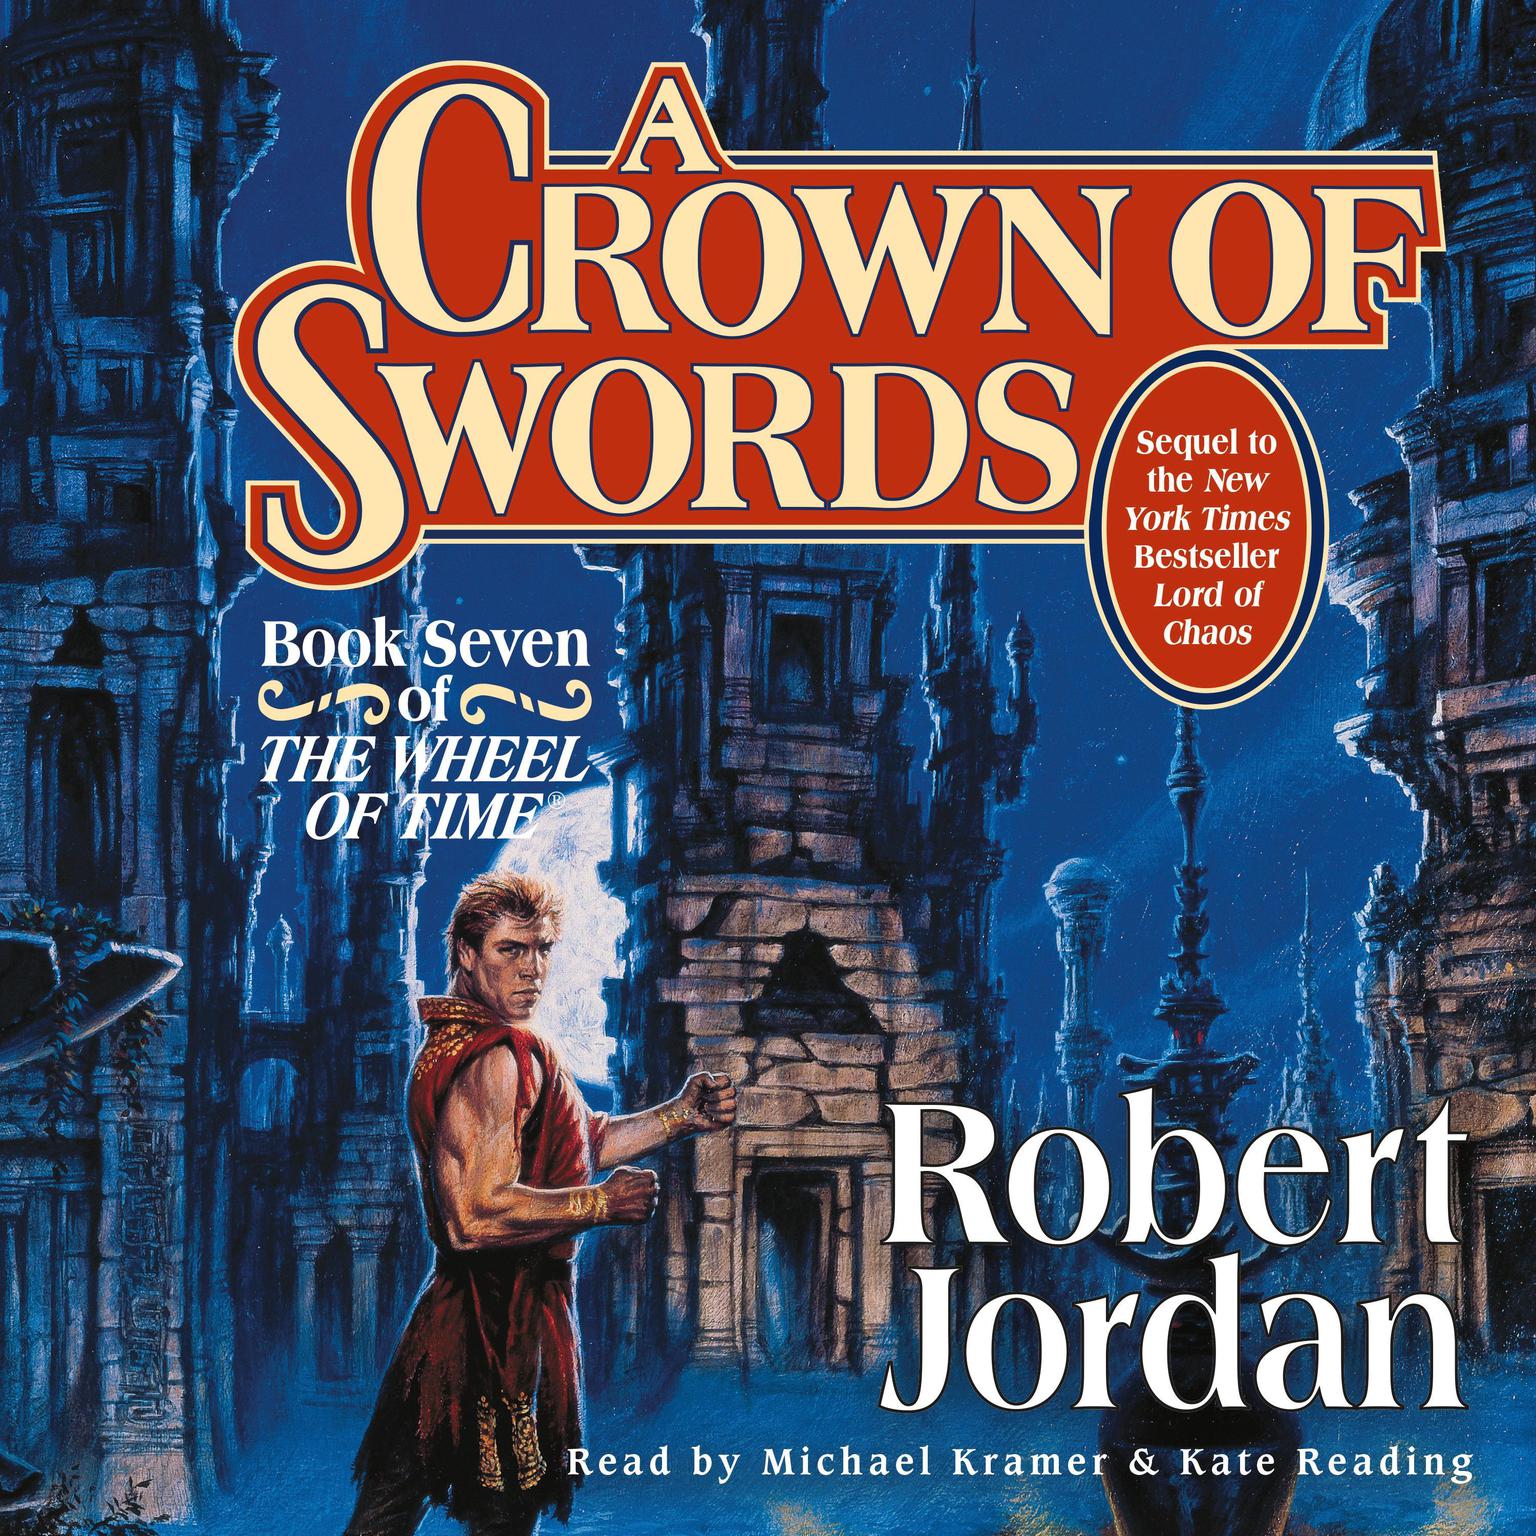 A
CROWN OF
SWORDS
Sequel to
the New
York Times
Bestseller
Lord of
Chaos
Book Seven
of
THE WHEEL
OF TIME®
Robert
Jordan
Read by Michael Kramer & Kate Reading